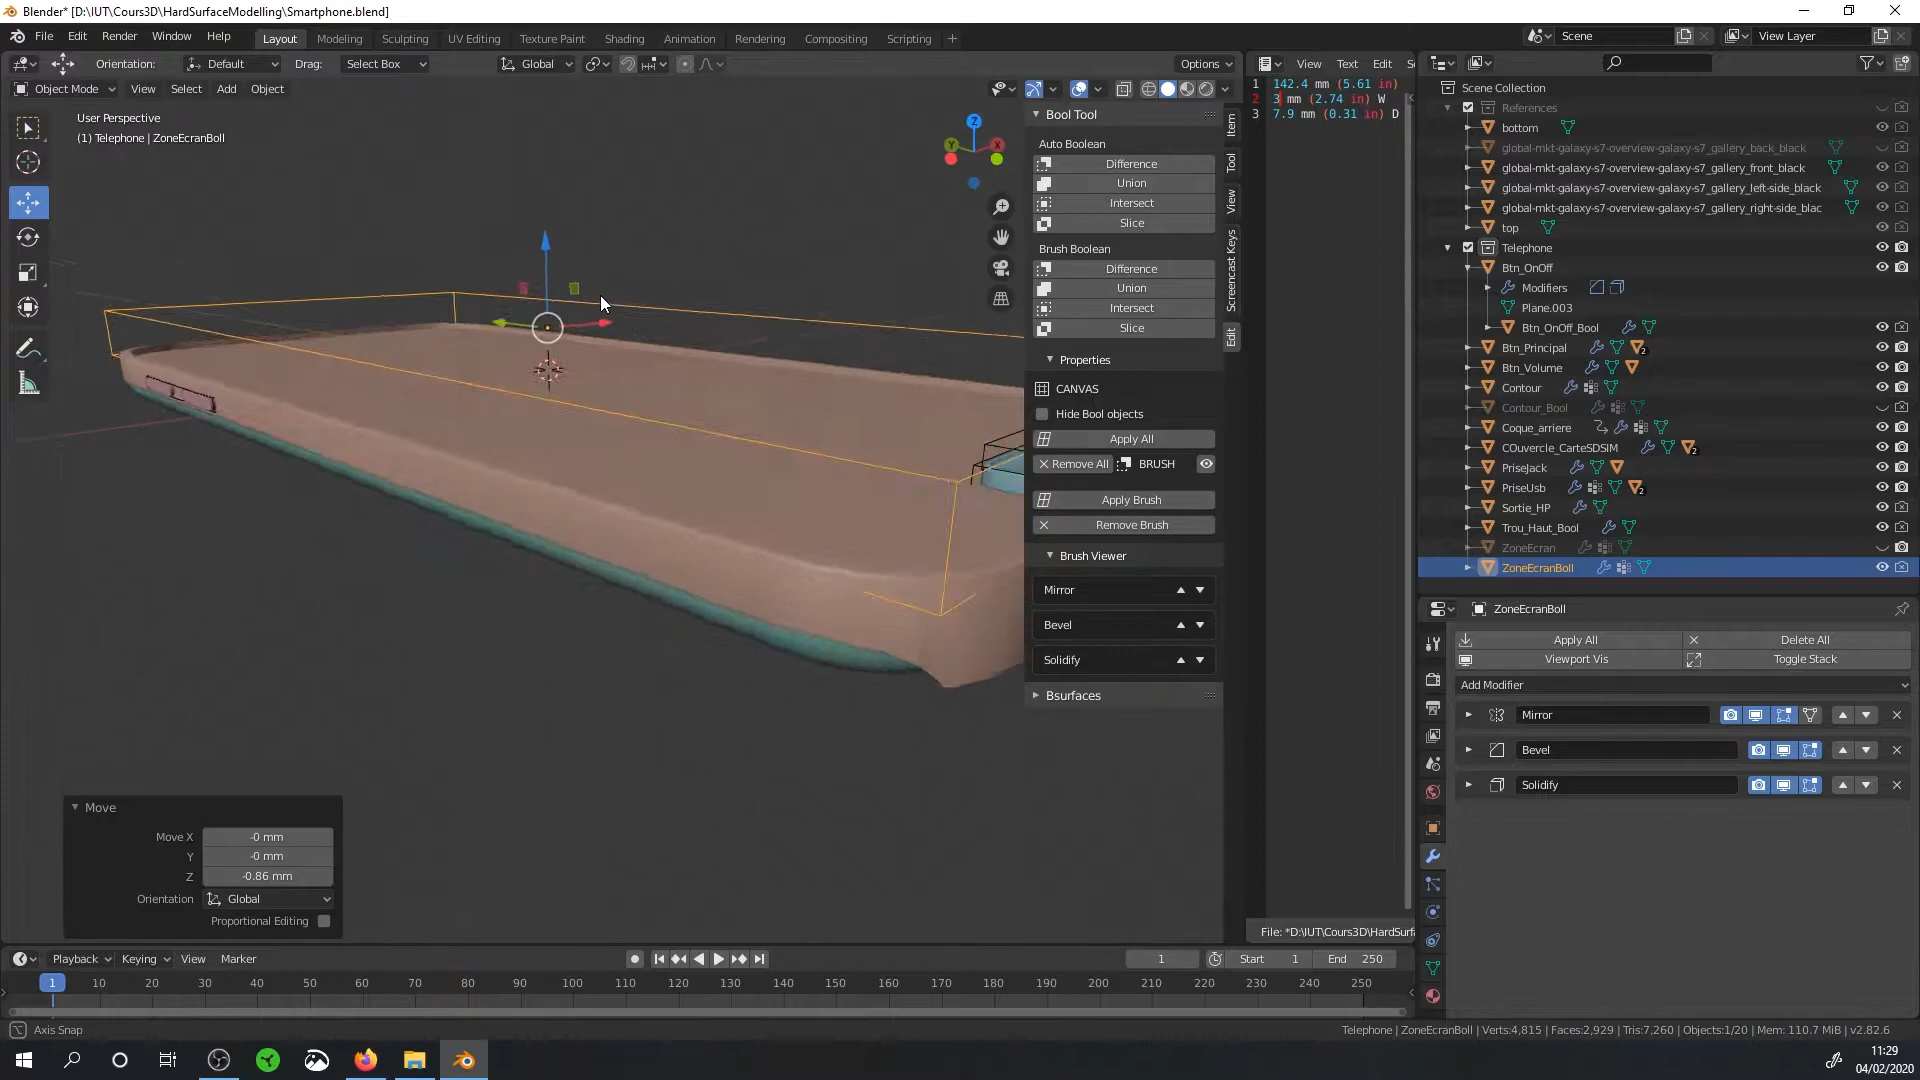 Blender* [D:\IUT\Cours3D\HardSurfaceModelling\Smartphone.blend]
File Edit Render Window Help Layout Modeling Sculpting UV Editing Texture Paint Shading Animation Rendering Compositing Scripting + Scene View Layer
Orientation: Default Drag: Select Box Global Options View Text Edit
Object Mode View Select Add Object
User Perspective
(1) Telephone | ZoneEcranBoll
Z
Y
X
Bool Tool
Auto Boolean
Difference
Union
Intersect
Slice
Brush Boolean
Difference
Union
Intersect
Slice
Properties
CANVAS
Hide Bool objects
Apply All
Remove All BRUSH
Apply Brush
Remove Brush
Brush Viewer
Mirror
Bevel
Solidify
Bsurfaces
Item
Tool
View
Screencast Keys
Edit
1 142.4 mm (5.61 in)
2 3 mm (2.74 in) W
3 7.9 mm (0.31 in) D
File: *D:\IUT\Cours3D\HardSurfa
Scene Collection
References
bottom
global-mkt-galaxy-s7-overview-galaxy-s7_gallery_back_black
global-mkt-galaxy-s7-overview-galaxy-s7_gallery_front_black
global-mkt-galaxy-s7-overview-galaxy-s7_gallery_left-side_black
global-mkt-galaxy-s7-overview-galaxy-s7_gallery_right-side_blac
top
Telephone
Btn_OnOff
Modifiers
Plane.003
Btn_OnOff_Bool
Btn_Principal 2
Btn_Volume
Contour
Contour_Bool
Coque_arriere
COuvercle_CarteSDSIM 2
PriseJack
PriseUsb 2
Sortie_HP
Trou_Haut_Bool
ZoneEcran
ZoneEcranBoll
ZoneEcranBoll
Apply All Delete All
Viewport Vis Toggle Stack
Add Modifier
Mirror
Bevel
Solidify
Move
Move X -0 mm
Y -0 mm
Z -0.86 mm
Orientation Global
Proportional Editing
Playback Keying View Marker 1 Start 1 End 250
1 10 20 30 40 50 60 70 80 90 100 110 120 130 140 150 160 170 180 190 200 210 220 230 240 250
Axis Snap Telephone | ZoneEcranBoll | Verts:4,815 | Faces:2,929 | Tris:7,260 | Objects:1/20 | Mem: 110.7 MiB | v2.82.6
11:29
04/02/2020